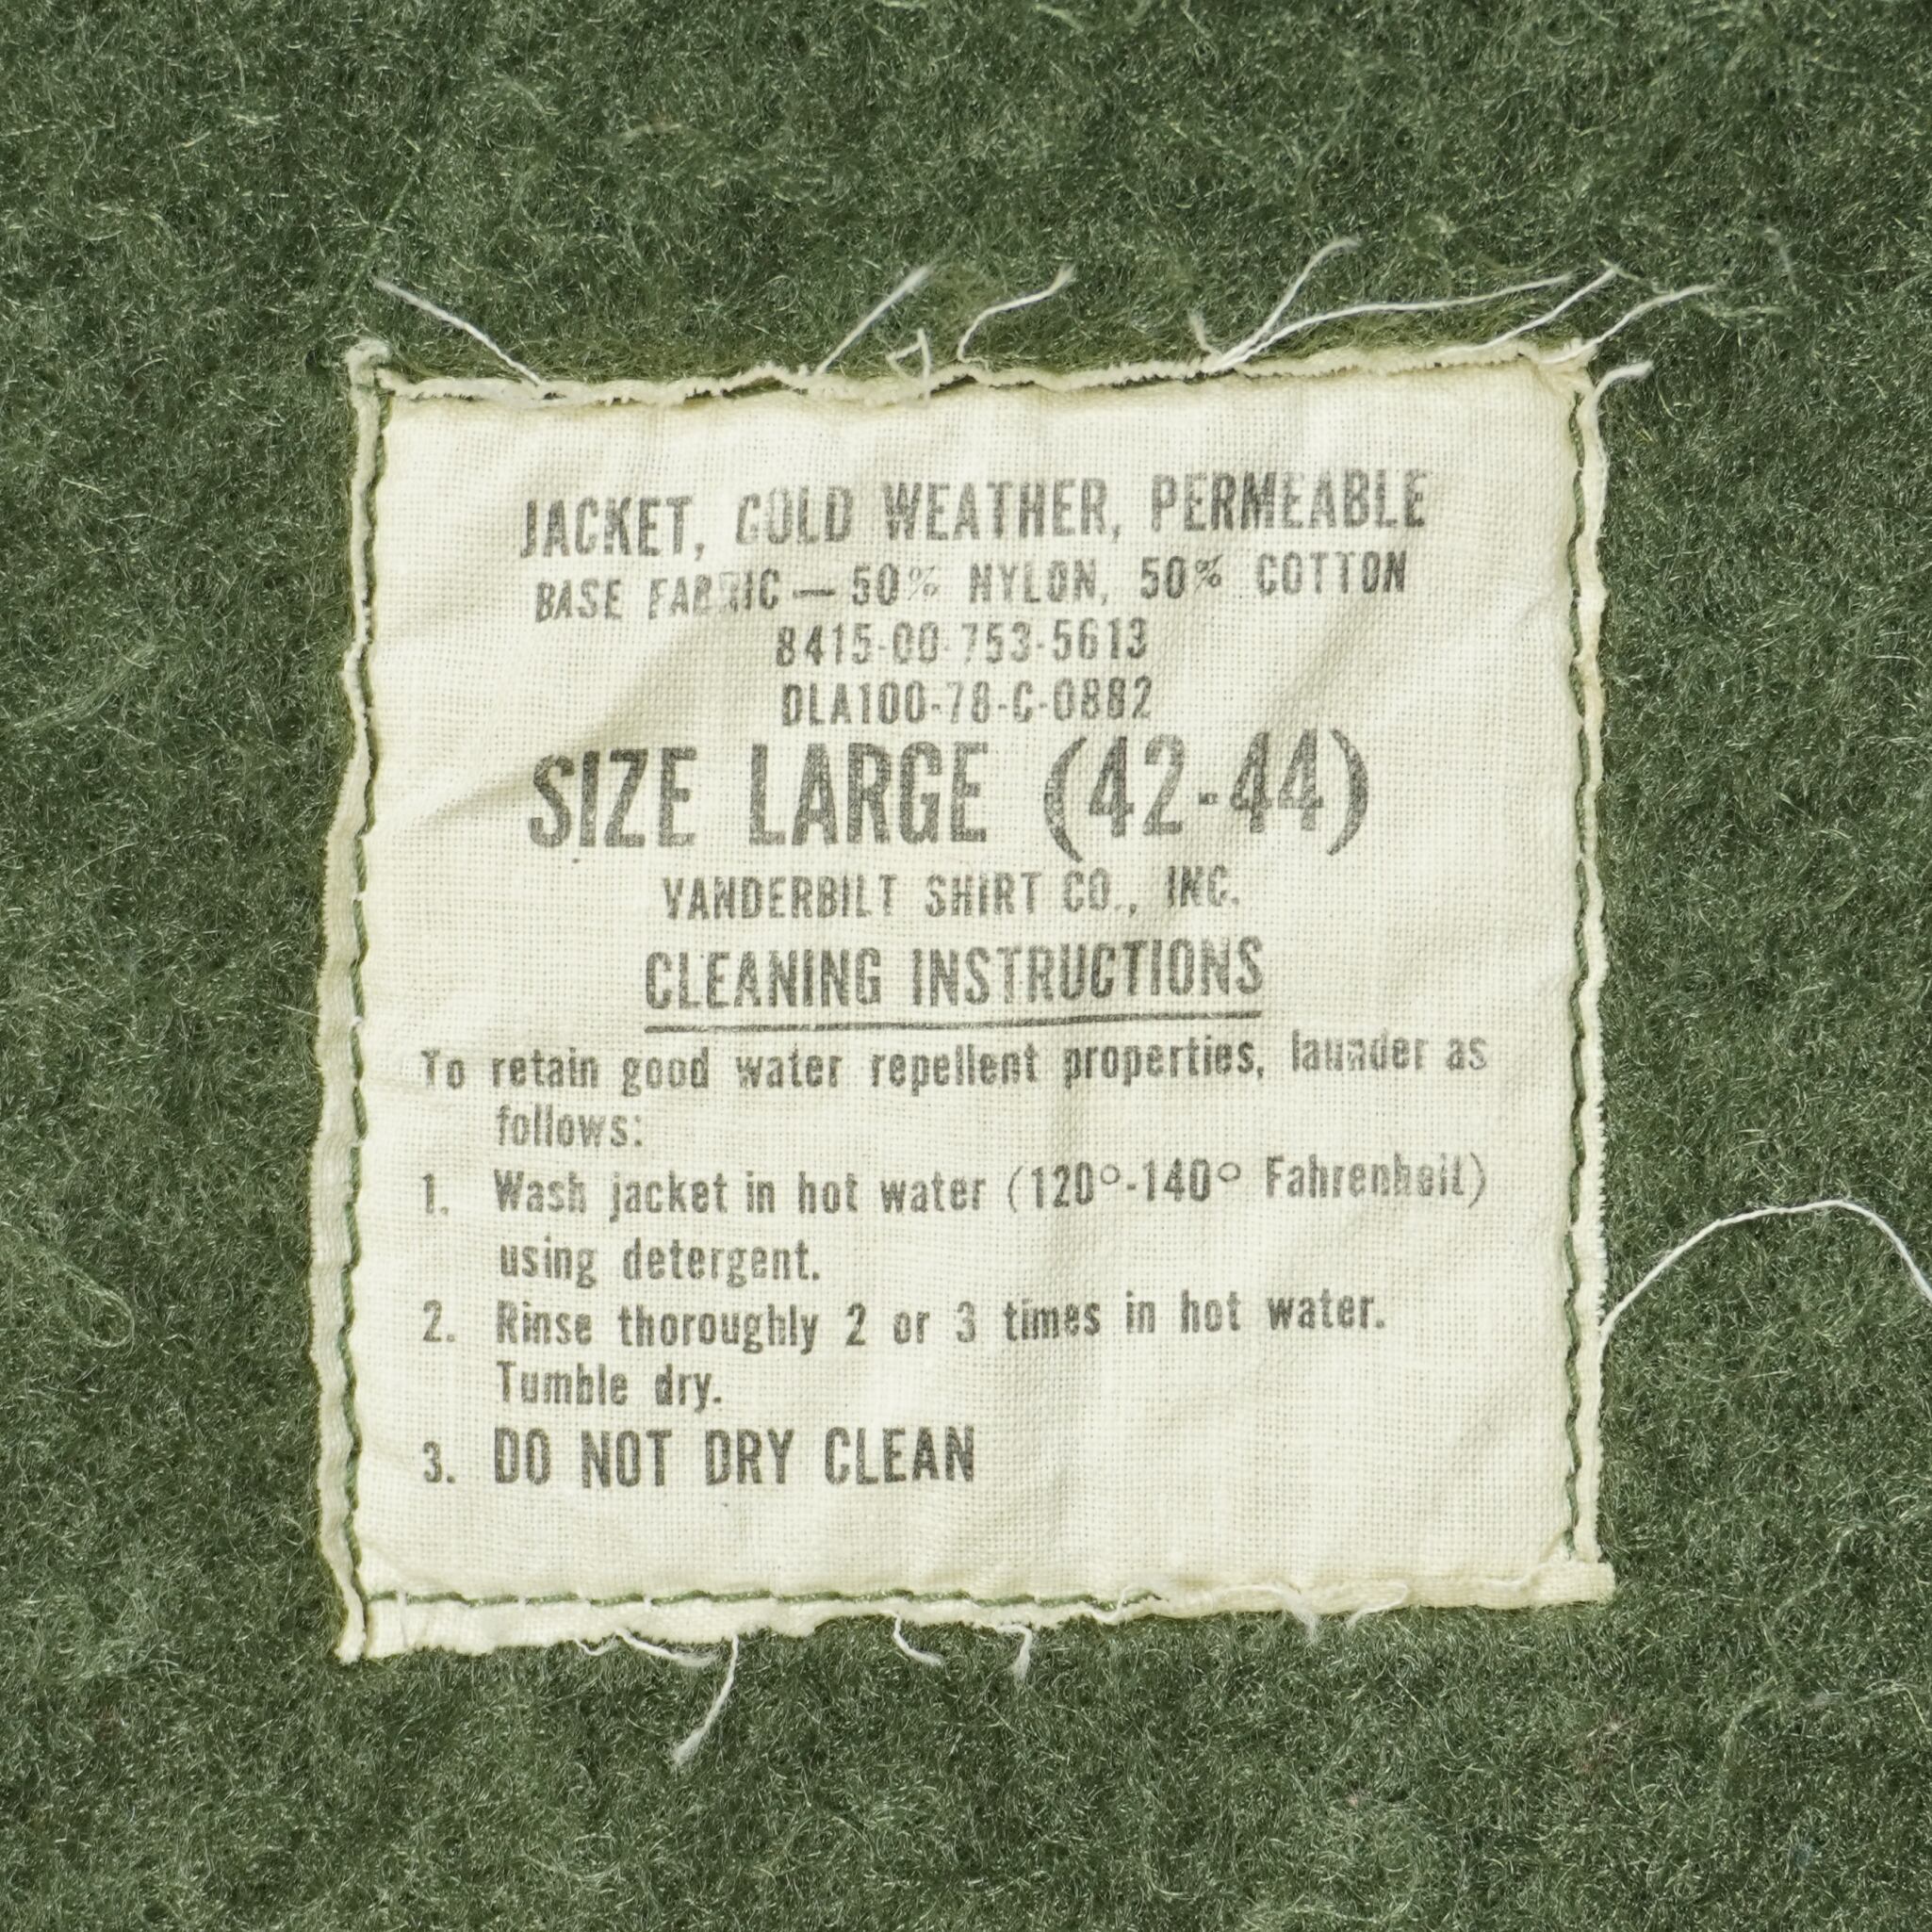 JACKET, COLD WEATHER, PERMEABLE
BASE FABRIC — 50% NYLON, 50% COTTON
8415-00-753-5613
DLA100-78-C-0882
SIZE LARGE (42-44)
VANDERBILT SHIRT CO., INC.
CLEANING INSTRUCTIONS
To retain good water repellent properties, launder as
follows:
1. Wash jacket in hot water (120°-140° Fahrenheit)
using detergent.
2. Rinse thoroughly 2 or 3 times in hot water.
Tumble dry.
3. DO NOT DRY CLEAN